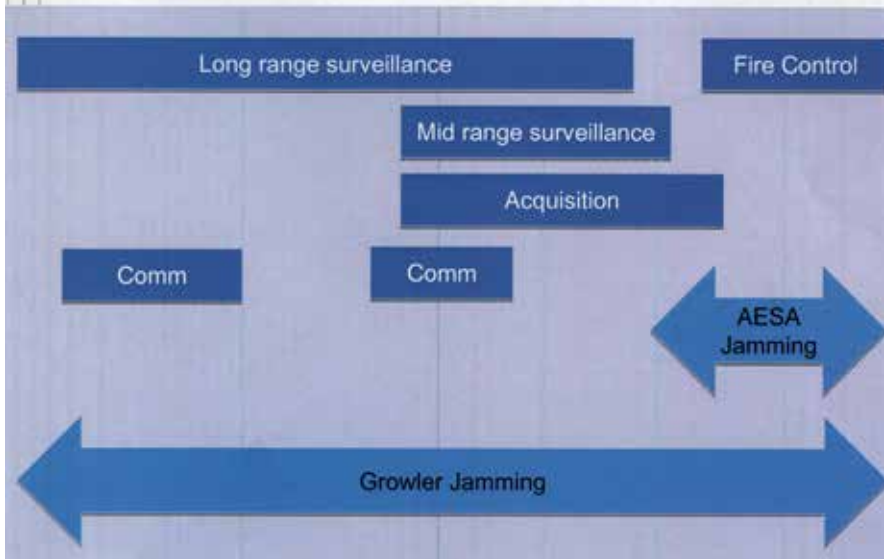 Long range surveillance
Fire Control
Mid range surveillance
Acquisition
Comm
Comm
AESA
Jamming
Growler Jamming